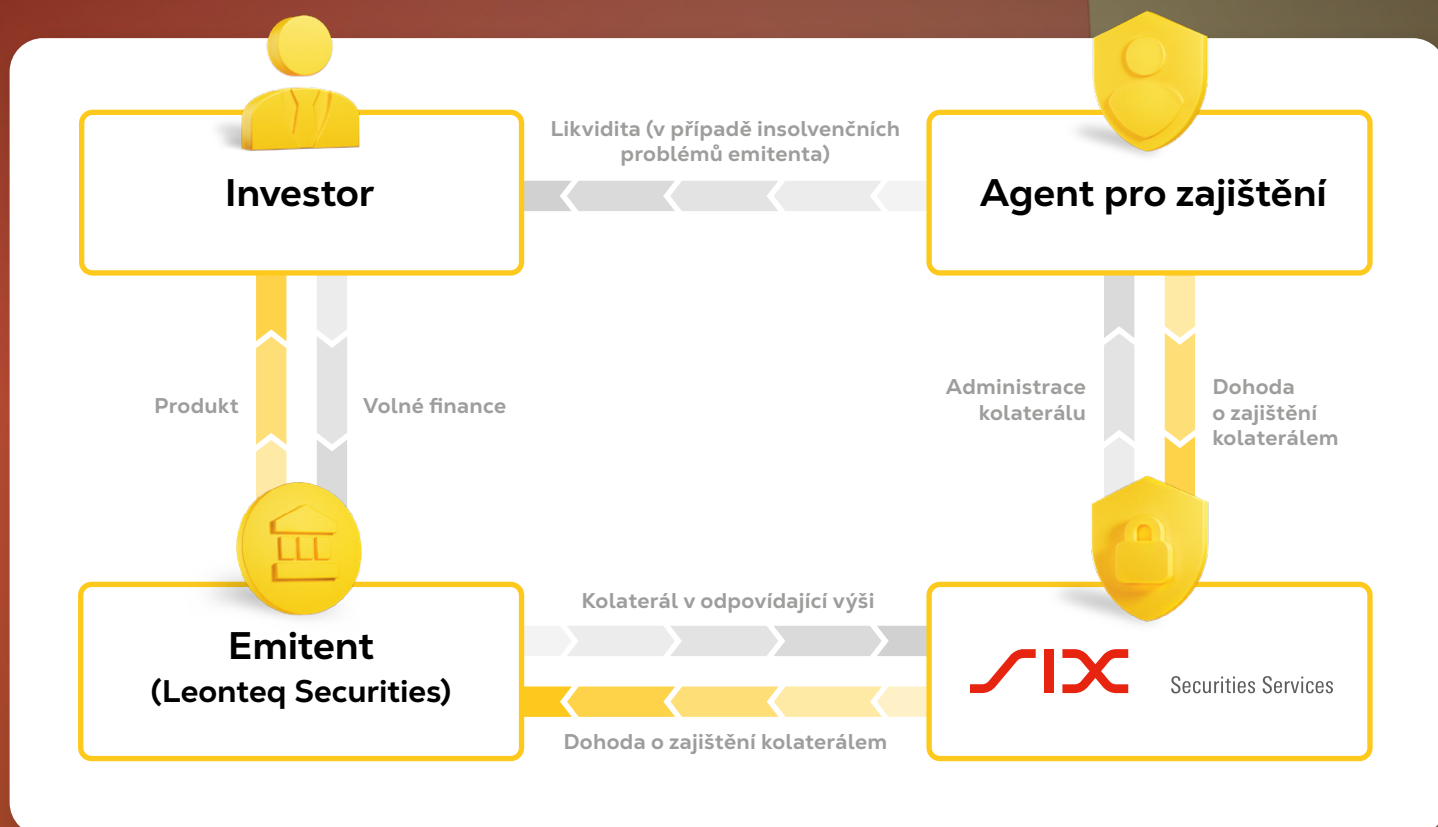 Likvidita (v případě insolvenčních
problémů emitenta)
Investor
Agent pro zajištění
Produkt
Volné finance
Administrace
kolaterálu
Dohoda
o zajištění
kolaterálem
Kolaterál v odpovídající výši
Emitent
(Leonteq Securities)
SIX Securities Services
Dohoda o zajištění kolaterálem